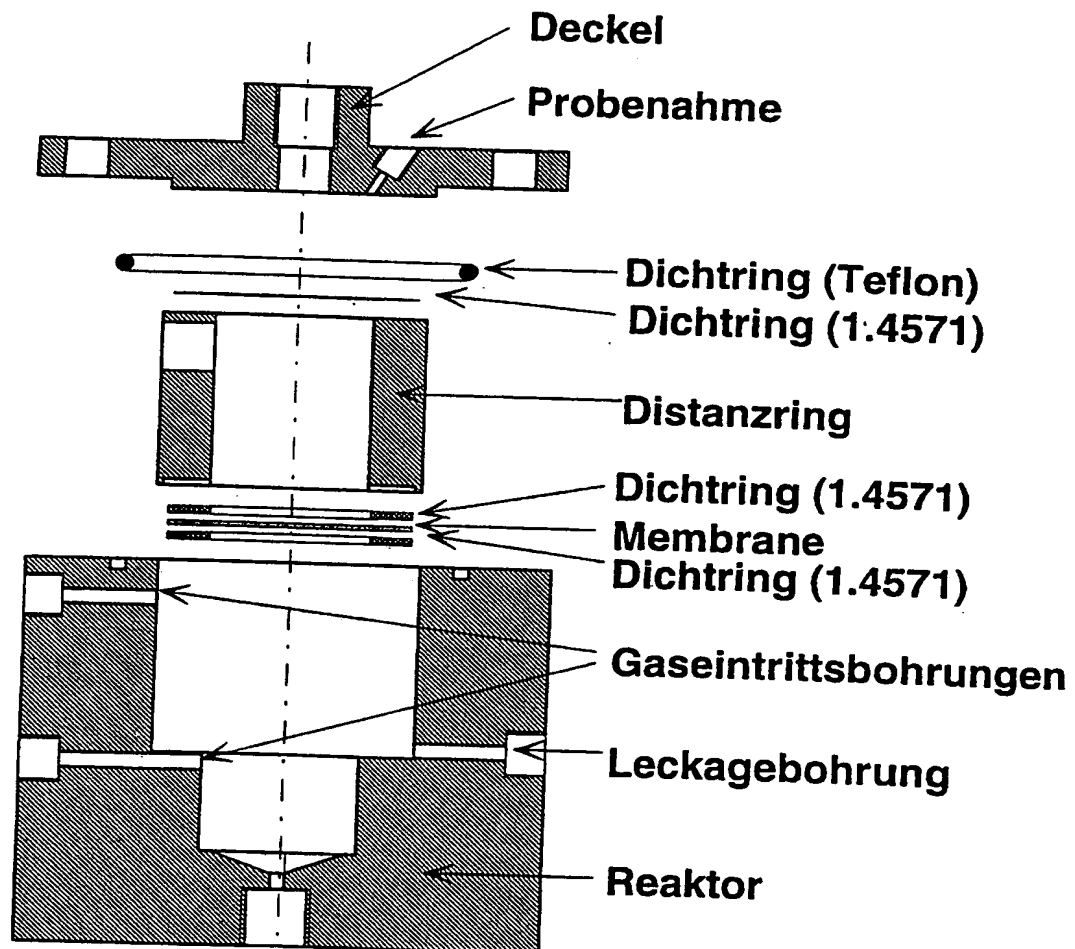 Deckel
Probenahme
Dichtring (Teflon)
Dichtring (1.4571)
Distanzring
Dichtring (1.4571)
Membrane
Dichtring (1.4571)
Gaseintrittsbohrungen
Leckagebohrung
Reaktor